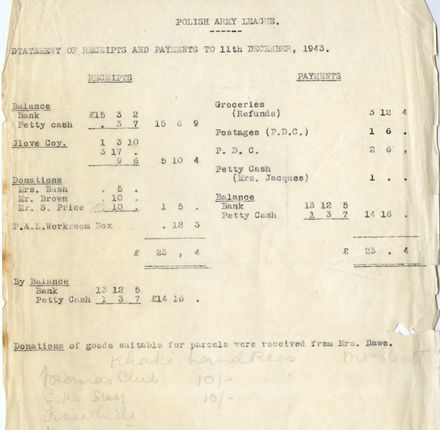 POLISH ARMY LEAGUE.
STATEMENT OF RECEIPTS AND PAYMENTS TO 11th DECEMBER, 1943.
RECEIPTS
Balance
Bank £15 3 2
Petty cash . 3 7 15 6 9
Glove Coy. 1 3 10
3 17 .
9 6 5 10 4
Donations
Mrs. Bush . 5 .
Mr. Brown . 10 .
Mr. S. Price . 10 . 1 5 .
P.A.L. Workroom Box . 18 3
£ 23 . 4
By Balance
Bank 13 12 5
Petty Cash 1 3 7 £14 16 .
PAYMENTS
Groceries
(Refunds) 3 12 4
Postages (P.D.C.) 1 6 .
P. D. C. 2 6 .
Petty Cash
(Mrs. Jacques) 1 . .
Balance
Bank 13 12 5
Petty Cash 1 3 7 14 16 .
£ 23 . 4
Donations of goods suitable for parcels were received from Mrs. Dawe.
Khaki handkers
Club 10/-
10/-